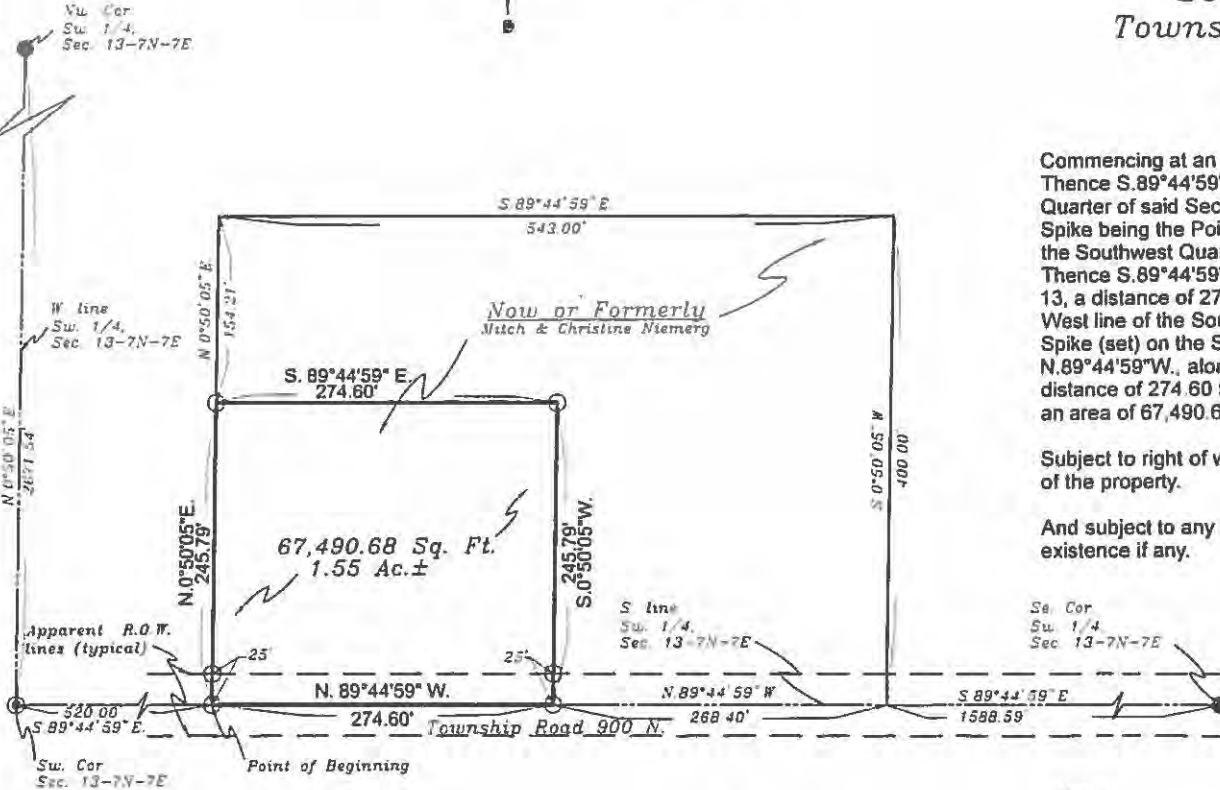 Nw Cor
Sw. 1/4,
Sec. 13-7N-7E
Towns
Commencing at an
Thence S.89°44'59"
Quarter of said Sec
Spike being the Poi
the Southwest Quar
Thence S.89°44'59"
13, a distance of 27
West line of the Sou
Spike (set) on the S
N.89°44'59"W., alon
distance of 274.60
an area of 67,490.6
Subject to right of w
of the property.
And subject to any
existence if any.
S 89°44'59" E
543.00'
N 0°50'05" E.
154.21'
W line
Sw. 1/4,
Sec. 13-7N-7E
Now or Formerly
Mitch & Christine Niemerg
S. 89°44'59" E.
274.60'
N 0°50'05" E
2671.54
S 0°50'05" W
400.00'
N.0°50'05"E.
245.79'
67,490.68 Sq. Ft.
1.55 Ac.±
245.79'
S.0°50'05"W.
Apparent R.O.W.
lines (typical)
25'
25'
S line
Sw. 1/4,
Sec. 13-7N-7E
Se. Cor
Sw. 1/4,
Sec. 13-7N-7E
520.00'
S 89°44'59" E.
N. 89°44'59" W.
274.60'
N.89°44'59" W
268.40'
S 89°44'59" E
1588.59'
Township Road 900 N.
Sw. Cor
Sec. 13-7N-7E
Point of Beginning